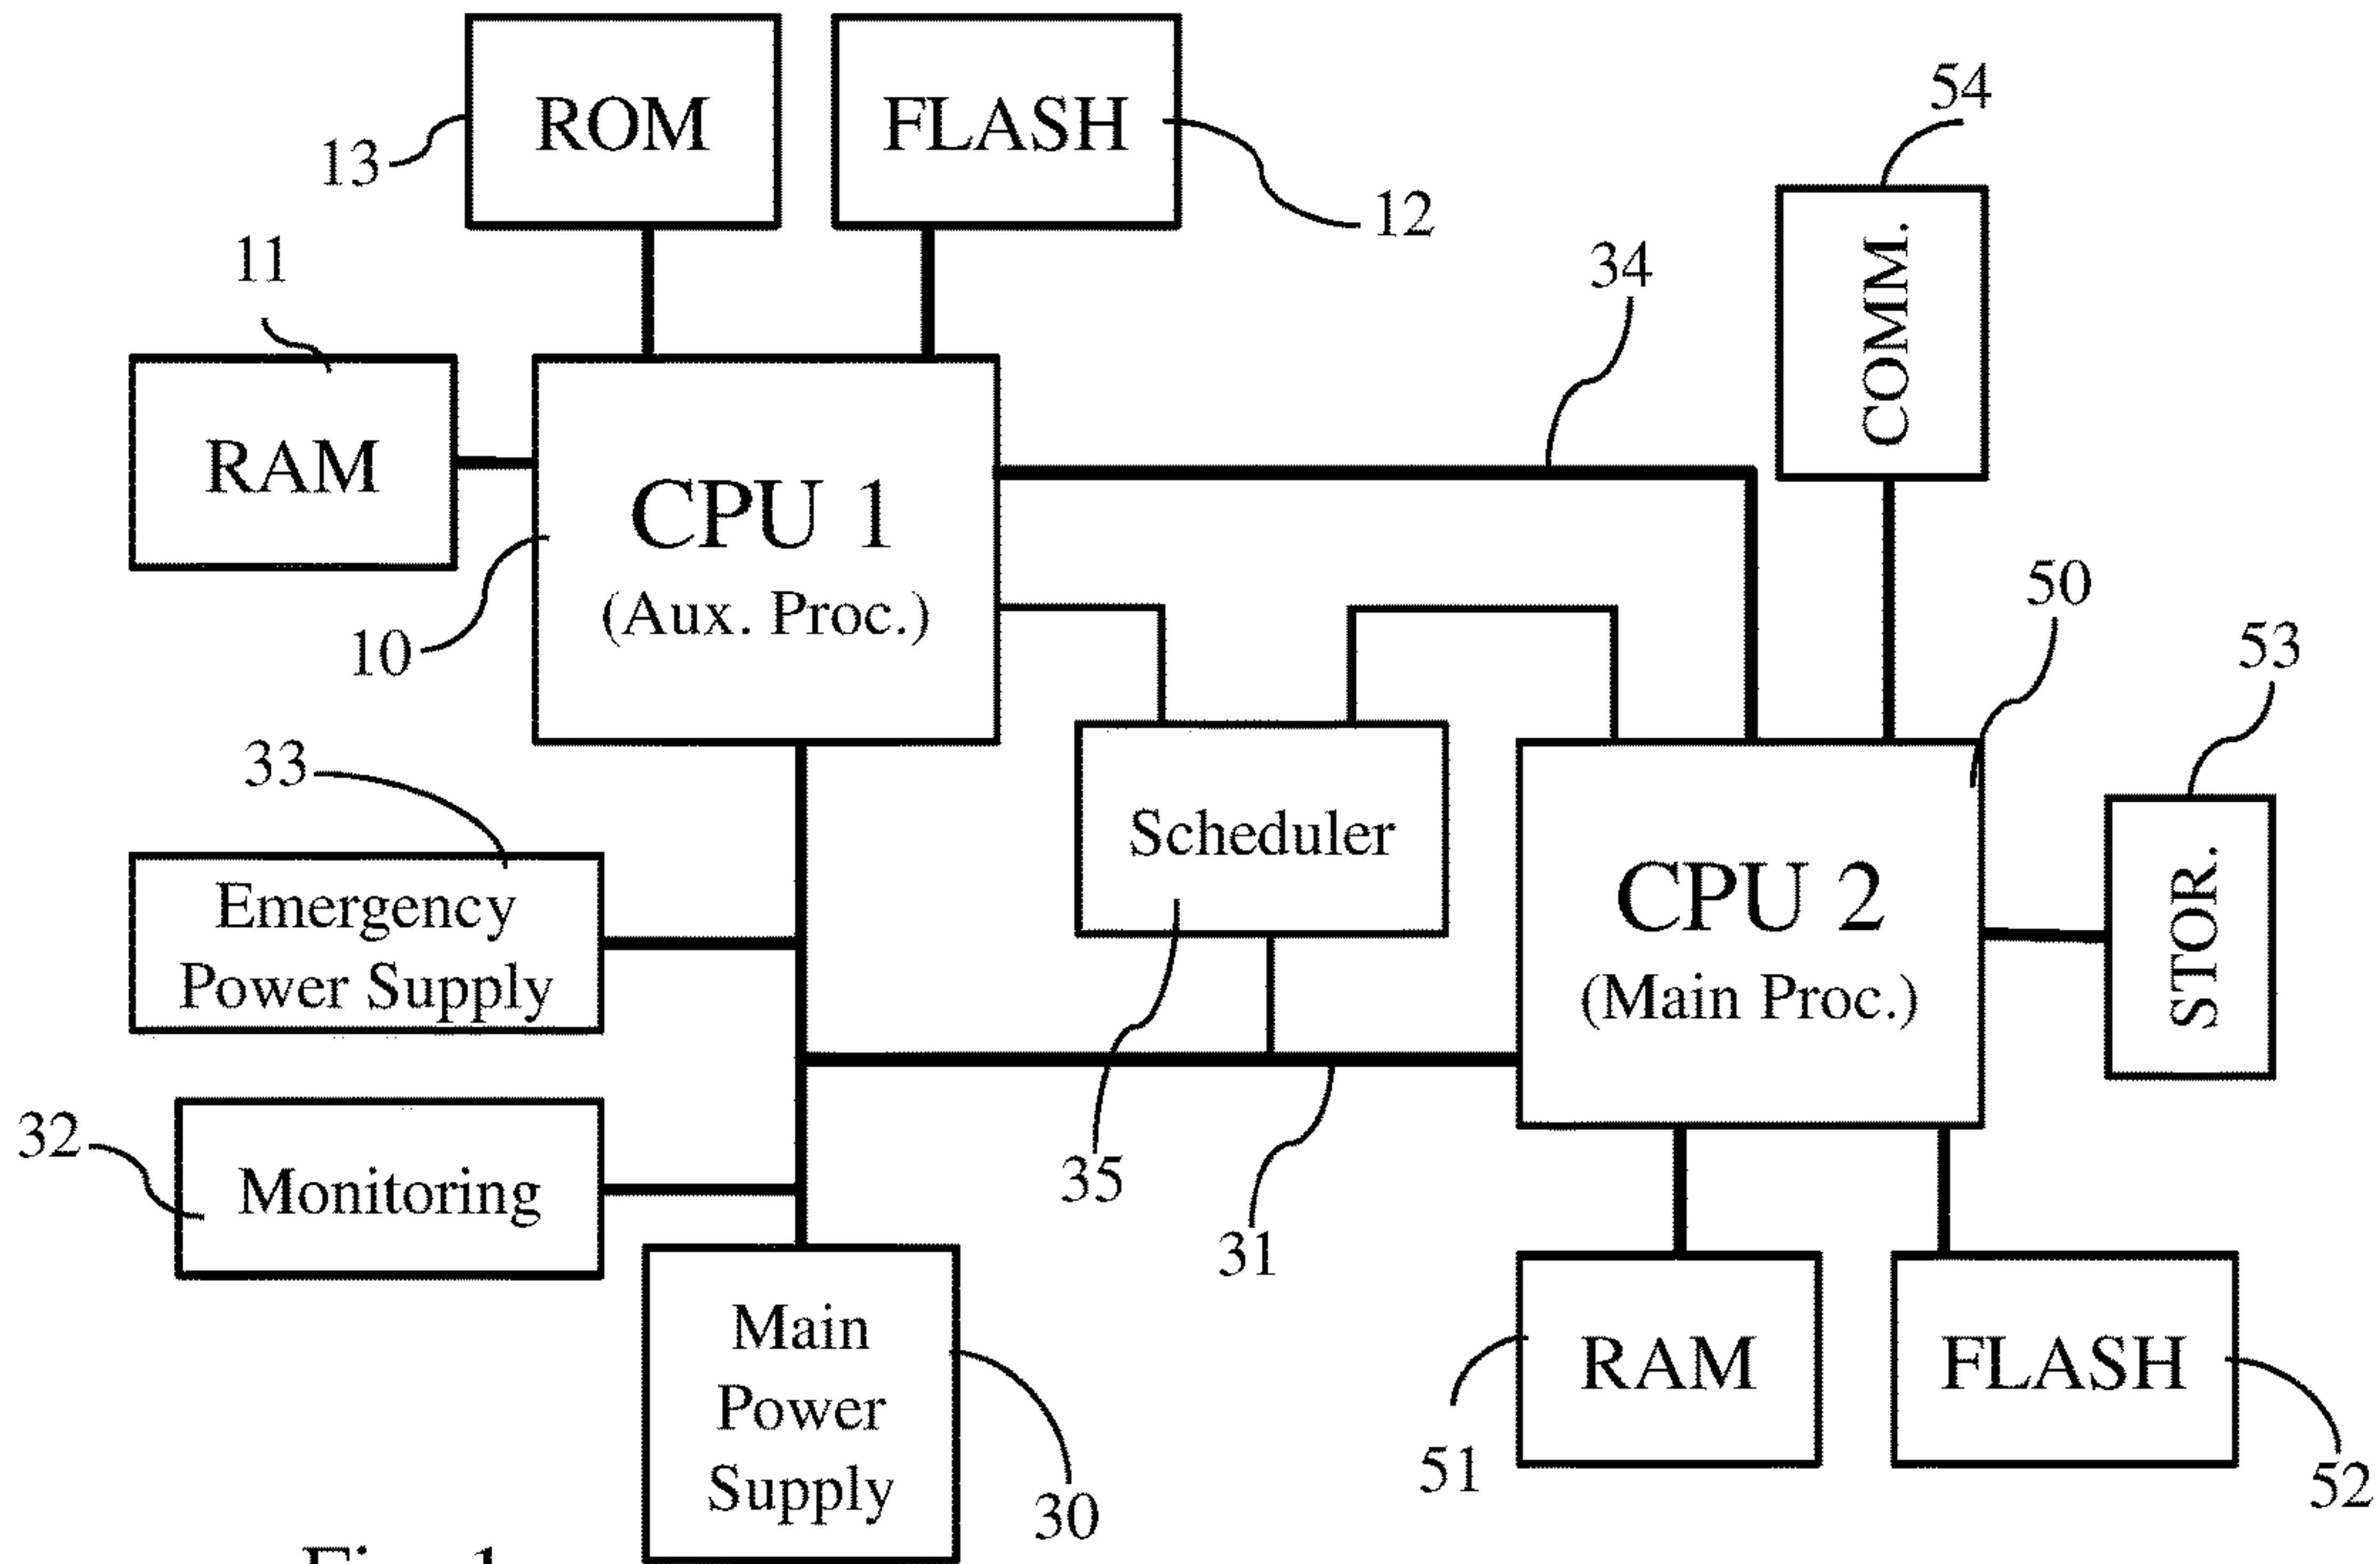 ROM
FLASH
54
13
12
COMM.
11
34
RAM
CPU 1
(Aux. Proc.)
10
50
53
33
Scheduler
Emergency
Power Supply
CPU 2
(Main Proc.)
STOR.
32
Monitoring
35
31
Main
Power
Supply
30
RAM
FLASH
51
52